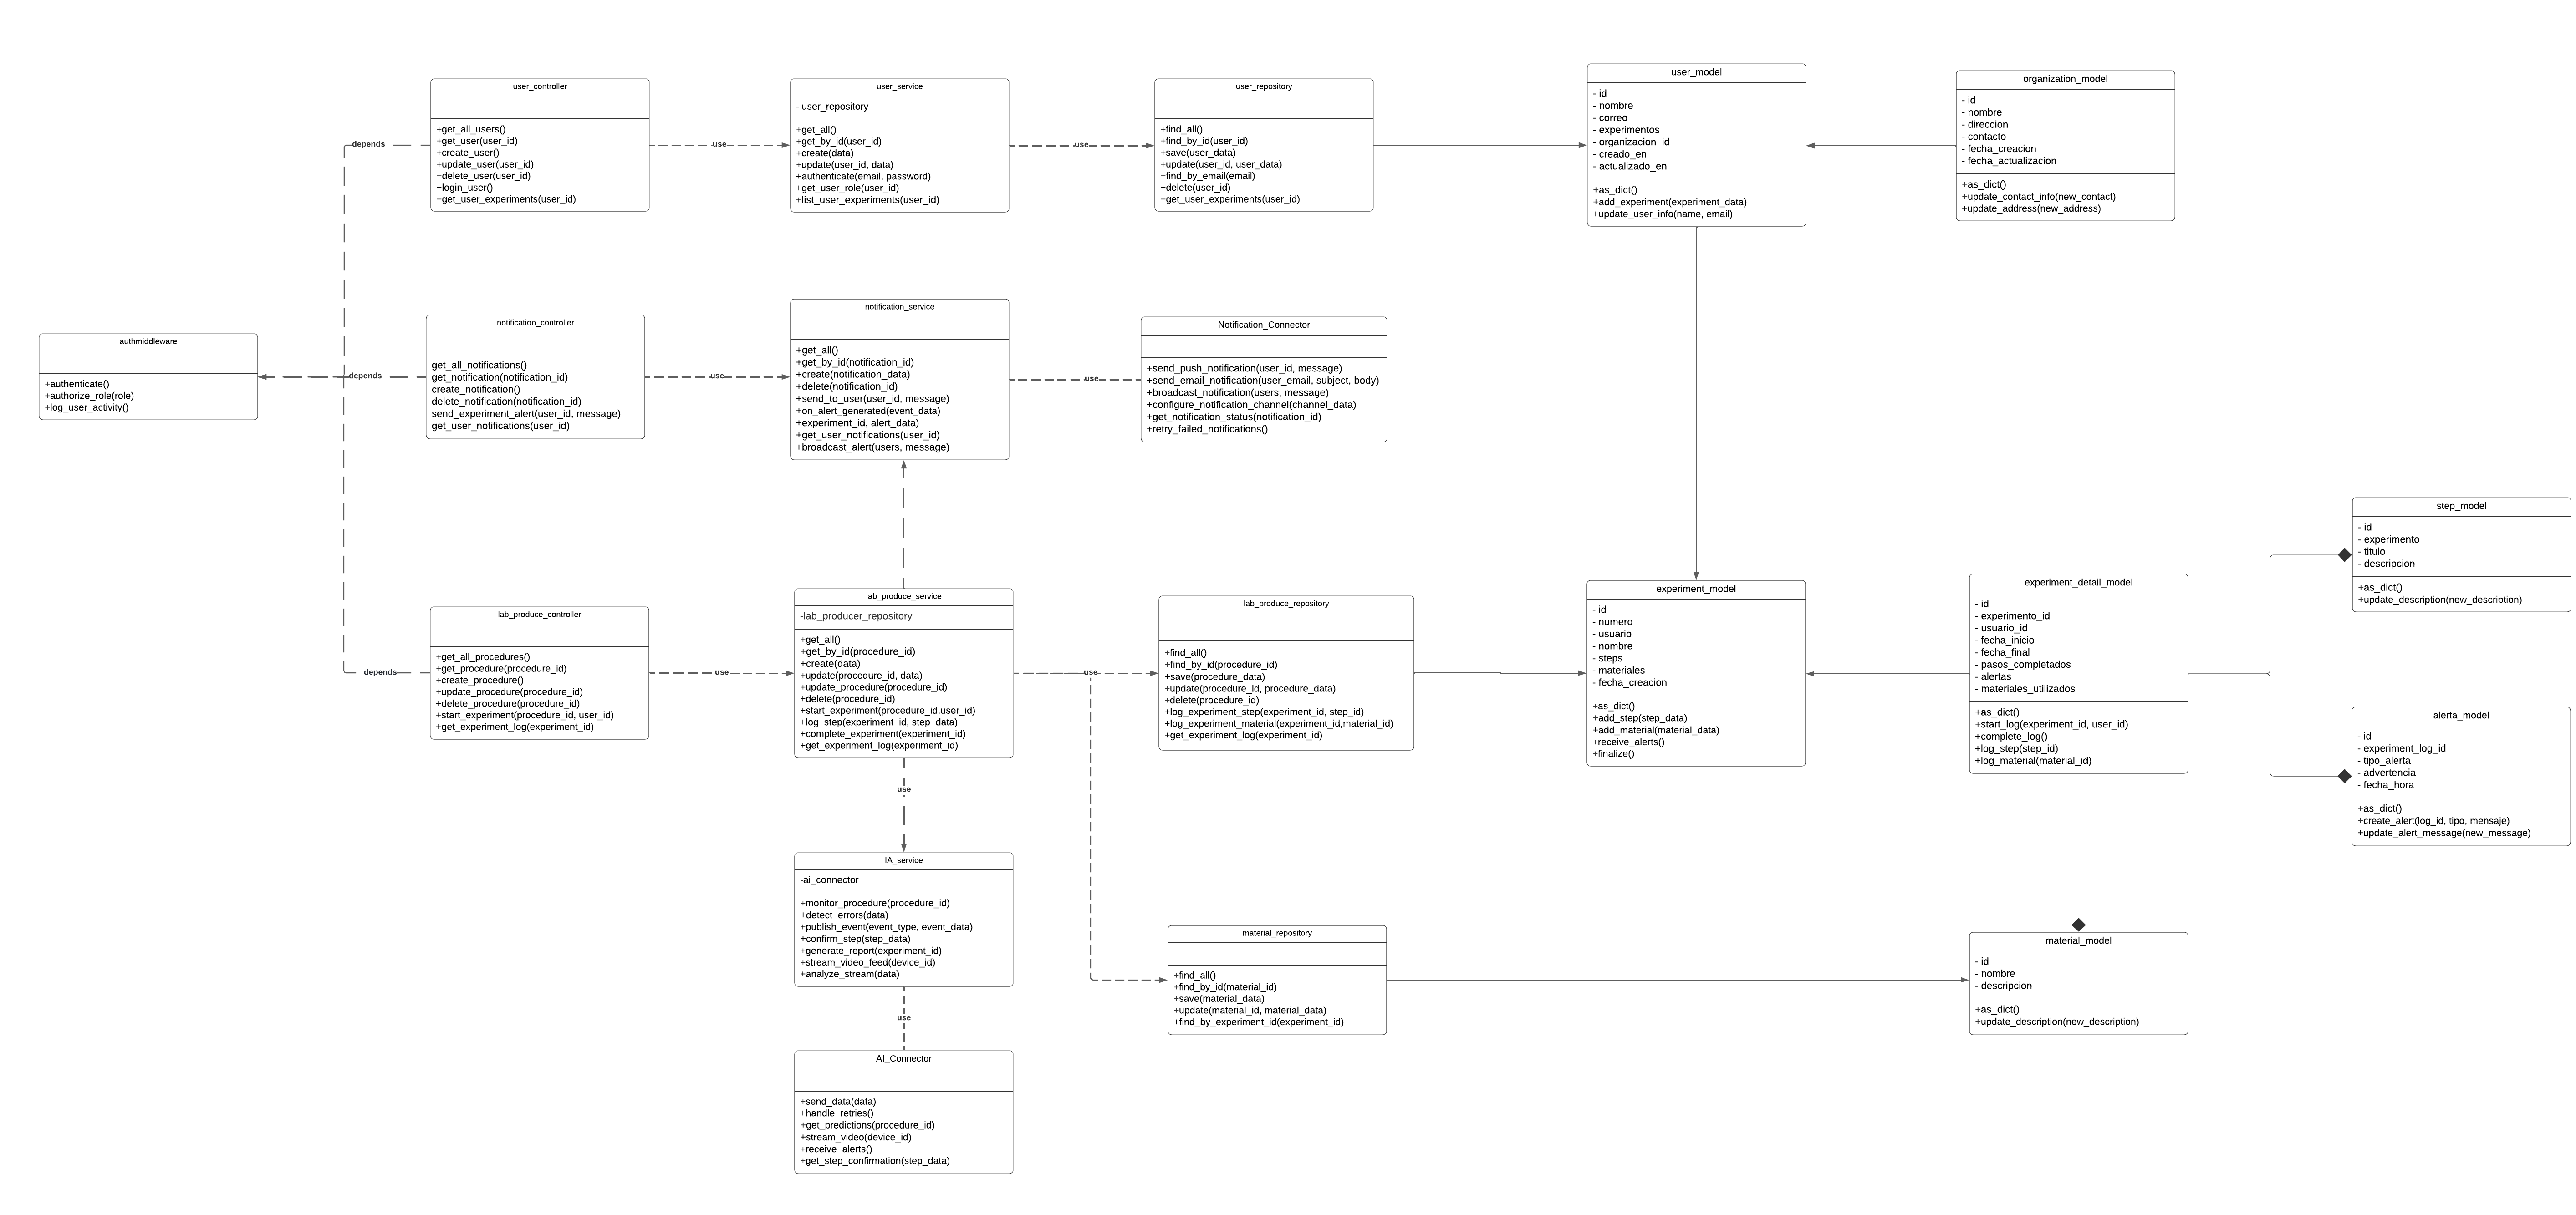 user_controller
+get_all_users()
+get_user(user_id)
+create_user()
+update_user(user_id)
+delete_user(user_id)
+login_user()
+get_user_experiments(user_id)
use
user_service
- user_repository
+get_all()
+get_by_id(user_id)
+create(data)
+update(user_id, data)
+authenticate(email, password)
+get_user_role(user_id)
+list_user_experiments(user_id)
use
user_repository
+find_all()
+find_by_id(user_id)
+save(user_data)
+update(user_id, user_data)
+find_by_email(email)
+delete(user_id)
+get_user_experiments(user_id)
user_model
- id
- nombre
- correo
- experimentos
- organizacion_id
- creado_en
- actualizado_en
+as_dict()
+add_experiment(experiment_data)
+update_user_info(name, email)
organization_model
- id
- nombre
- direccion
- contacto
- fecha_creacion
- fecha_actualizacion
+as_dict()
+update_contact_info(new_contact)
+update_address(new_address)
depends
authmiddleware
+authenticate()
+authorize_role(role)
+log_user_activity()
depends
notification_controller
get_all_notifications()
get_notification(notification_id)
create_notification()
delete_notification(notification_id)
send_experiment_alert(user_id, message)
get_user_notifications(user_id)
use
notification_service
+get_all()
+get_by_id(notification_id)
+create(notification_data)
+delete(notification_id)
+send_to_user(user_id, message)
+on_alert_generated(event_data)
+experiment_id, alert_data)
+get_user_notifications(user_id)
+broadcast_alert(users, message)
use
Notification_Connector
+send_push_notification(user_id, message)
+send_email_notification(user_email, subject, body)
+broadcast_notification(users, message)
+configure_notification_channel(channel_data)
+get_notification_status(notification_id)
+retry_failed_notifications()
depends
lab_produce_controller
+get_all_procedures()
+get_procedure(procedure_id)
+create_procedure()
+update_procedure(procedure_id)
+delete_procedure(procedure_id)
+start_experiment(procedure_id, user_id)
+get_experiment_log(experiment_id)
use
lab_produce_service
-lab_producer_repository
+get_all()
+get_by_id(procedure_id)
+create(data)
+update(procedure_id, data)
+update_procedure(procedure_id)
+delete(procedure_id)
+start_experiment(procedure_id,user_id)
+log_step(experiment_id, step_data)
+complete_experiment(experiment_id)
+get_experiment_log(experiment_id)
use
lab_produce_repository
+find_all()
+find_by_id(procedure_id)
+save(procedure_data)
+update(procedure_id, procedure_data)
+delete(procedure_id)
+log_experiment_step(experiment_id, step_id)
+log_experiment_material(experiment_id,material_id)
+get_experiment_log(experiment_id)
experiment_model
- id
- numero
- usuario
- nombre
- steps
- materiales
- fecha_creacion
+as_dict()
+add_step(step_data)
+add_material(material_data)
+receive_alerts()
+finalize()
experiment_detail_model
- id
- experimento_id
- usuario_id
- fecha_inicio
- fecha_final
- pasos_completados
- alertas
- materiales_utilizados
+as_dict()
+start_log(experiment_id, user_id)
+complete_log()
+log_step(step_id)
+log_material(material_id)
step_model
- id
- experimento
- titulo
- descripcion
+as_dict()
+update_description(new_description)
alerta_model
- id
- experiment_log_id
- tipo_alerta
- advertencia
- fecha_hora
+as_dict()
+create_alert(log_id, tipo, mensaje)
+update_alert_message(new_message)
use
IA_service
-ai_connector
+monitor_procedure(procedure_id)
+detect_errors(data)
+publish_event(event_type, event_data)
+confirm_step(step_data)
+generate_report(experiment_id)
+stream_video_feed(device_id)
+analyze_stream(data)
material_repository
+find_all()
+find_by_id(material_id)
+save(material_data)
+update(material_id, material_data)
+find_by_experiment_id(experiment_id)
material_model
- id
- nombre
- descripcion
+as_dict()
+update_description(new_description)
use
AI_Connector
+send_data(data)
+handle_retries()
+get_predictions(procedure_id)
+stream_video(device_id)
+receive_alerts()
+get_step_confirmation(step_data)